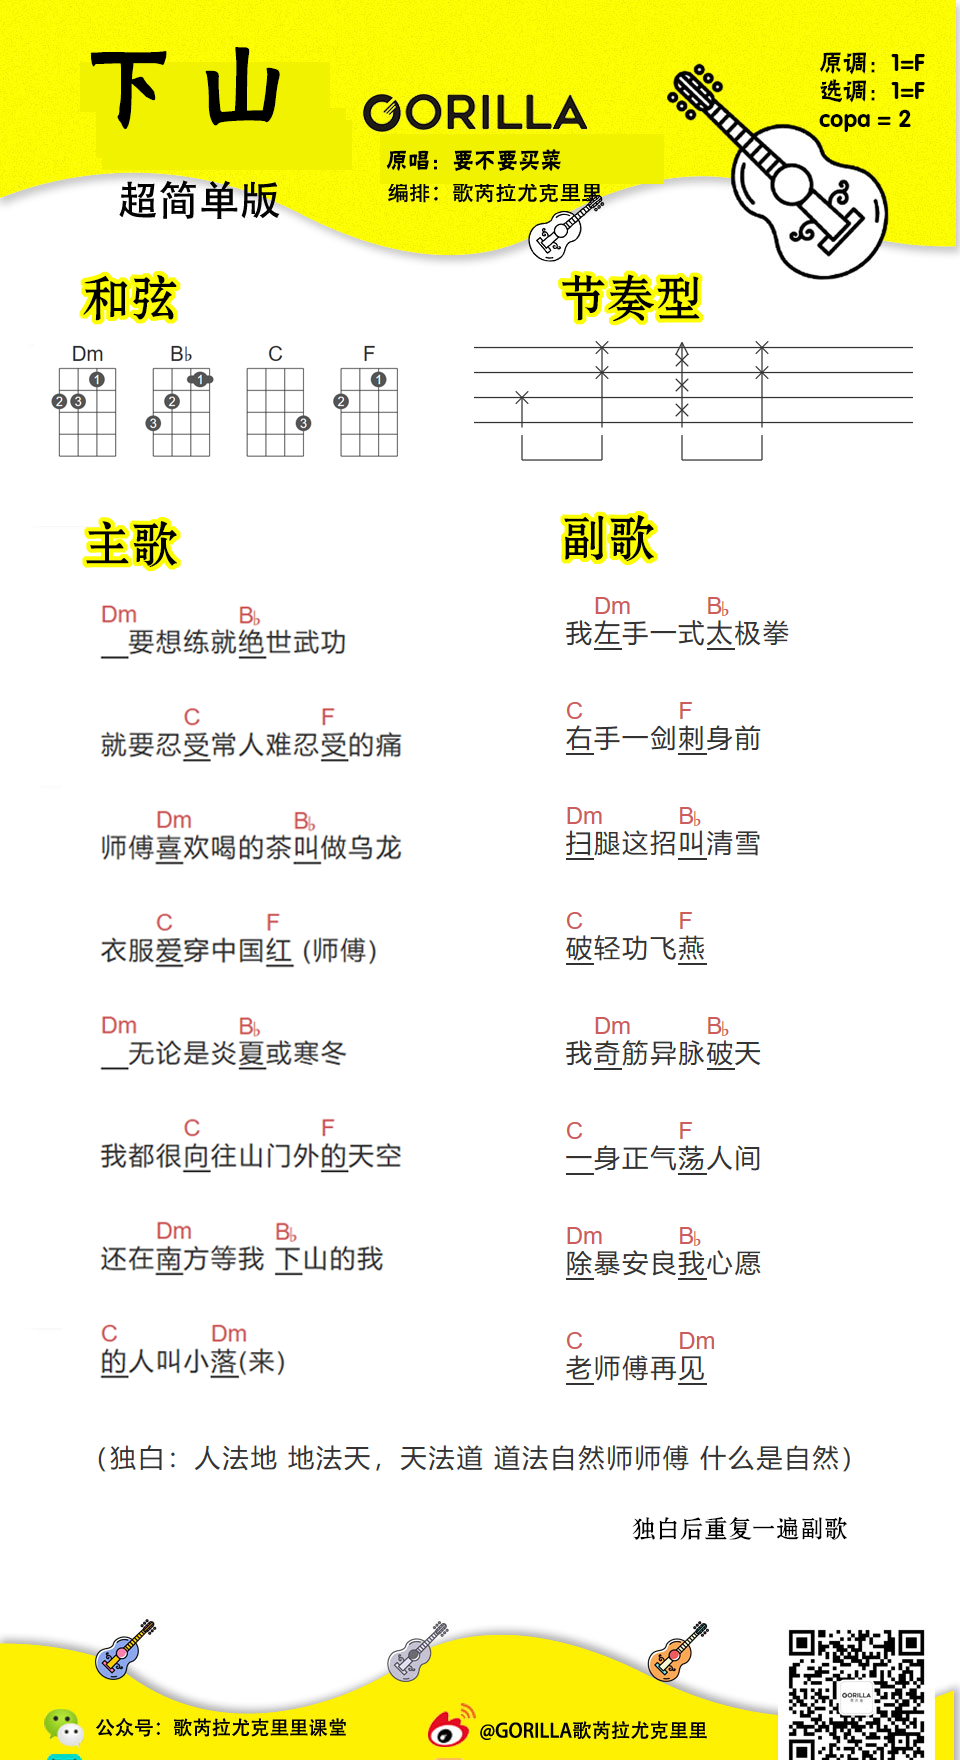 下山
超简单版
GORILLA
原唱：要不要买菜
编排：歌芮拉尤克里里
原调：1=F
选调：1=F
copa = 2
和弦
节奏型
Dm B♭ C F
1 1 1
2 3 2 2
3 3
主歌
Dm B♭
__要想练就绝世武功
C F
就要忍受常人难忍受的痛
Dm B♭
师傅喜欢喝的茶叫做乌龙
C F
衣服爱穿中国红 (师傅)
Dm B♭
__无论是炎夏或寒冬
C F
我都很向往山门外的天空
Dm B♭
还在南方等我 下山的我
C Dm
的人叫小落(来)
副歌
Dm B♭
我左手一式太极拳
C F
右手一剑刺身前
Dm B♭
扫腿这招叫清雪
C F
破轻功飞燕
Dm B♭
我奇筋异脉破天
C F
一身正气荡人间
Dm B♭
除暴安良我心愿
C Dm
老师傅再见
（独白：人法地 地法天，天法道 道法自然师师傅 什么是自然）
独白后重复一遍副歌
公众号：歌芮拉尤克里里课堂
@GORILLA歌芮拉尤克里里
GORILLA